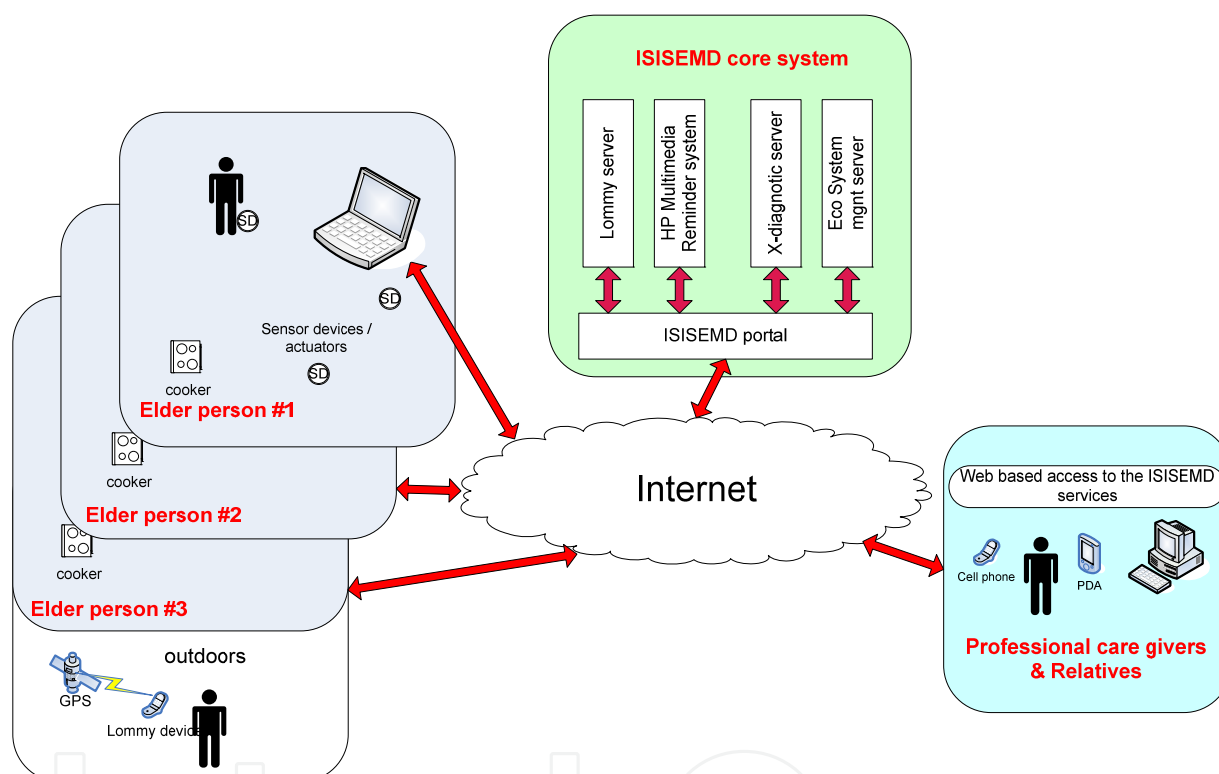 ISISEMD core system
Lommy server
HP Multimedia
Reminder system
X-diagnotic server
Eco System
mgnt server
ISISEMD portal
SD
SD
Sensor devices /
actuators
SD
cooker
Elder person #1
cooker
Elder person #2
cooker
Elder person #3
outdoors
GPS
Lommy device
Internet
Web based access to the ISISEMD
services
Cell phone
PDA
Professional care givers
& Relatives